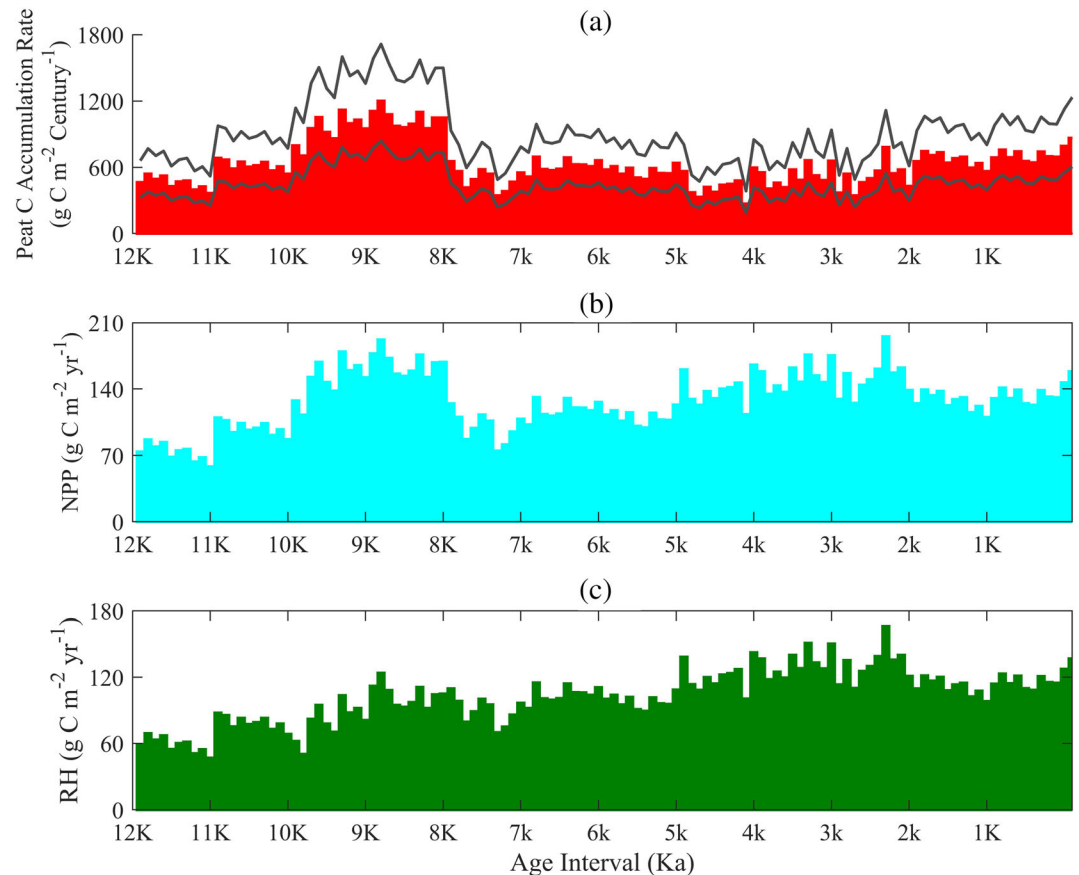 (a)
Peat C Accumulation Rate
(g C m⁻² Century⁻¹)
1800
1200
600
0
12K 11K 10K 9K 8K 7k 6k 5k 4k 3k 2k 1K
(b)
NPP (g C m⁻² yr⁻¹)
210
140
70
0
12K 11K 10K 9K 8K 7k 6k 5k 4k 3k 2k 1K
(c)
RH (g C m⁻² yr⁻¹)
180
120
60
0
12K 11K 10K 9K 8K 7k 6k 5k 4k 3k 2k 1K
Age Interval (Ka)